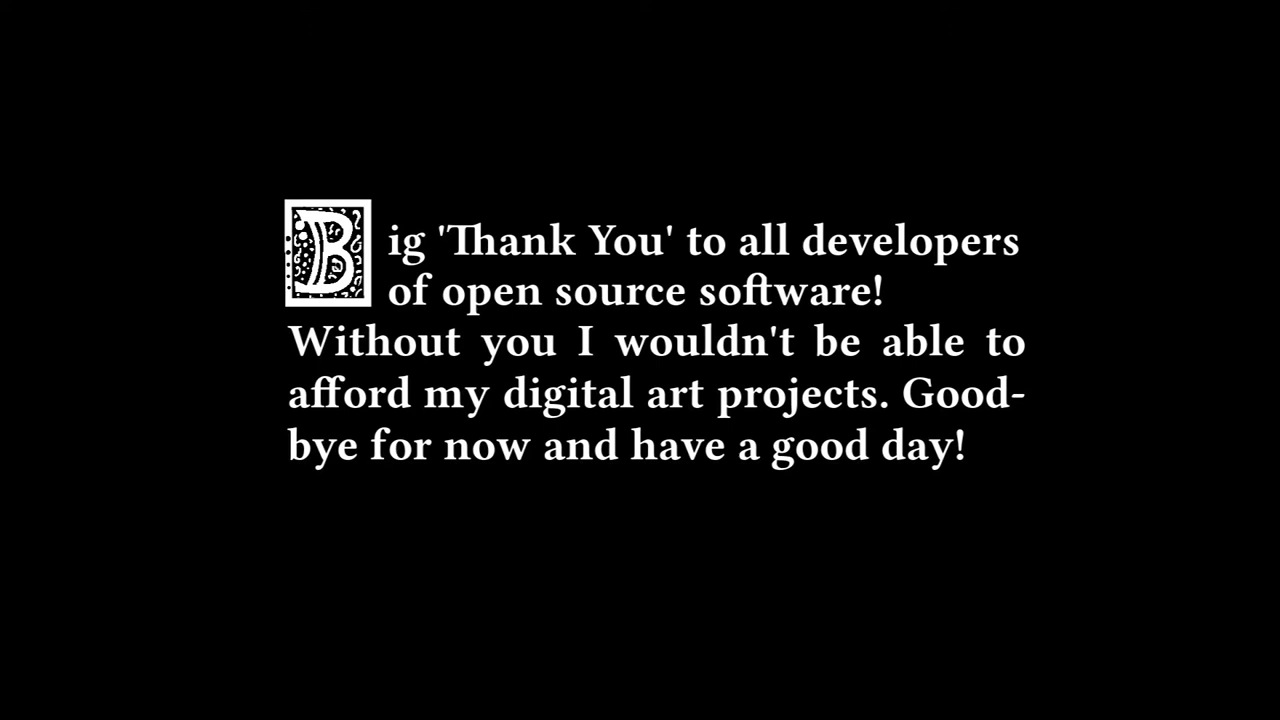 Big 'Thank You' to all developers
of open source software!
Without you I wouldn't be able to
afford my digital art projects. Good-
bye for now and have a good day!